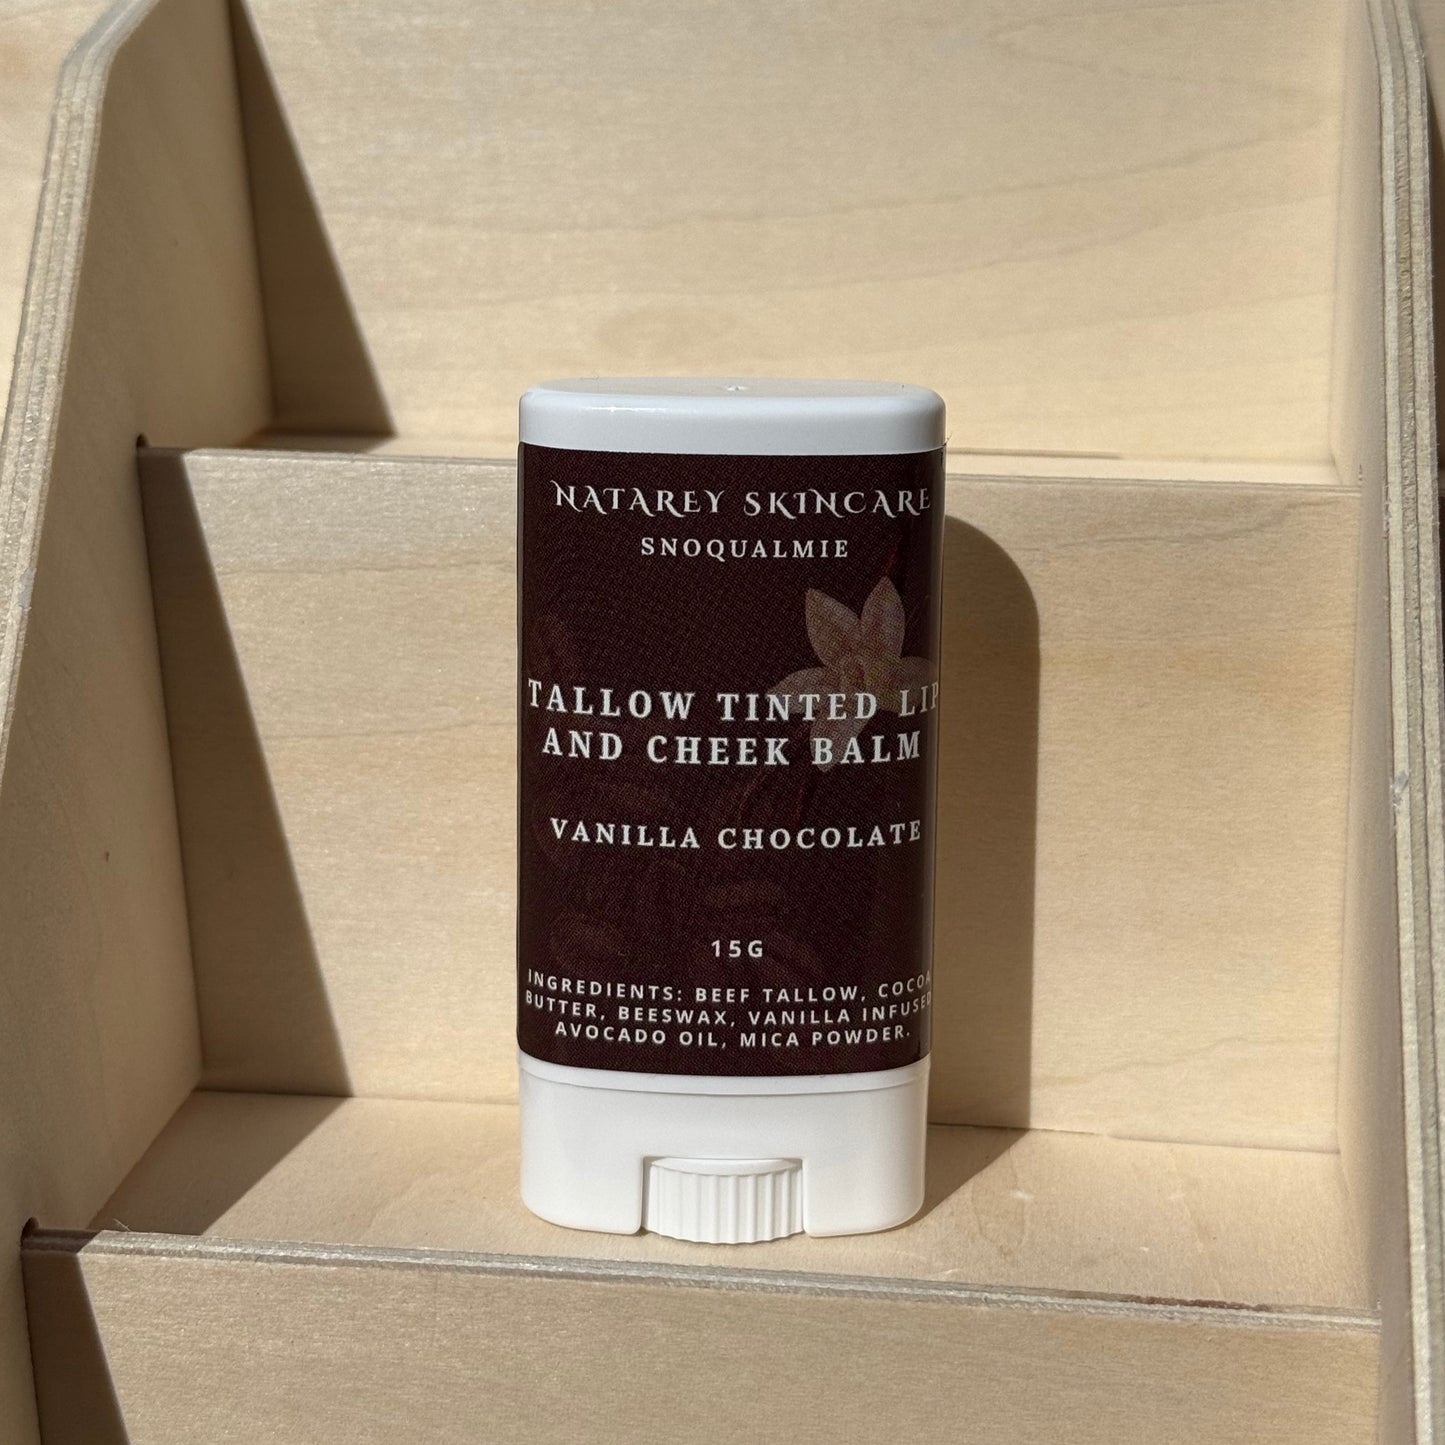 NATAREY SKINCARE
SNOQUALMIE
TALLOW TINTED LIP
AND CHEEK BALM
VANILLA CHOCOLATE
15G
INGREDIENTS: BEEF TALLOW, COCOA
BUTTER, BEESWAX, VANILLA INFUSED
AVOCADO OIL, MICA POWDER.